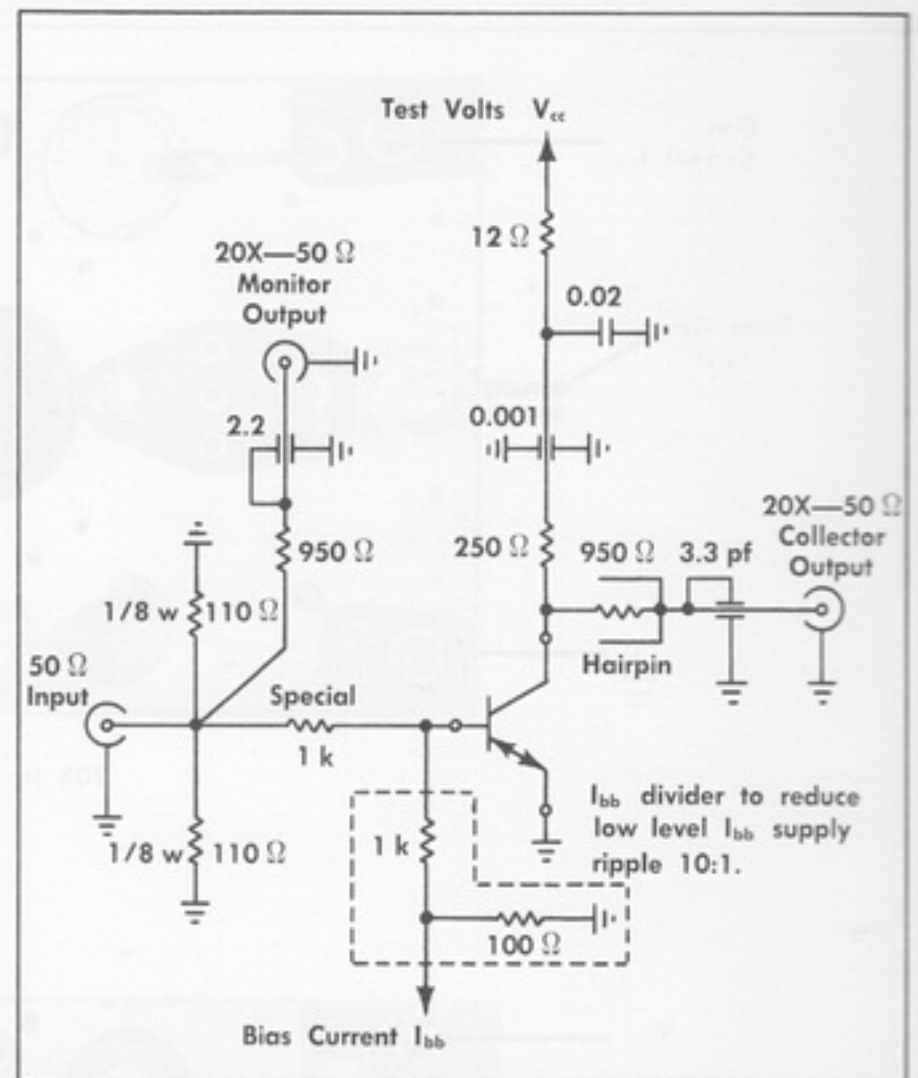 Test Volts Vcc
12 Ω
20X—50 Ω
Monitor
Output
0.02
2.2
0.001
20X—50 Ω
Collector
Output
950 Ω
250 Ω
950 Ω
3.3 pf
1/8 w
110 Ω
Hairpin
50 Ω
Input
Special
1 k
Ibb divider to reduce
low level Ibb supply
ripple 10:1.
1/8 w
110 Ω
1 k
100 Ω
Bias Current Ibb